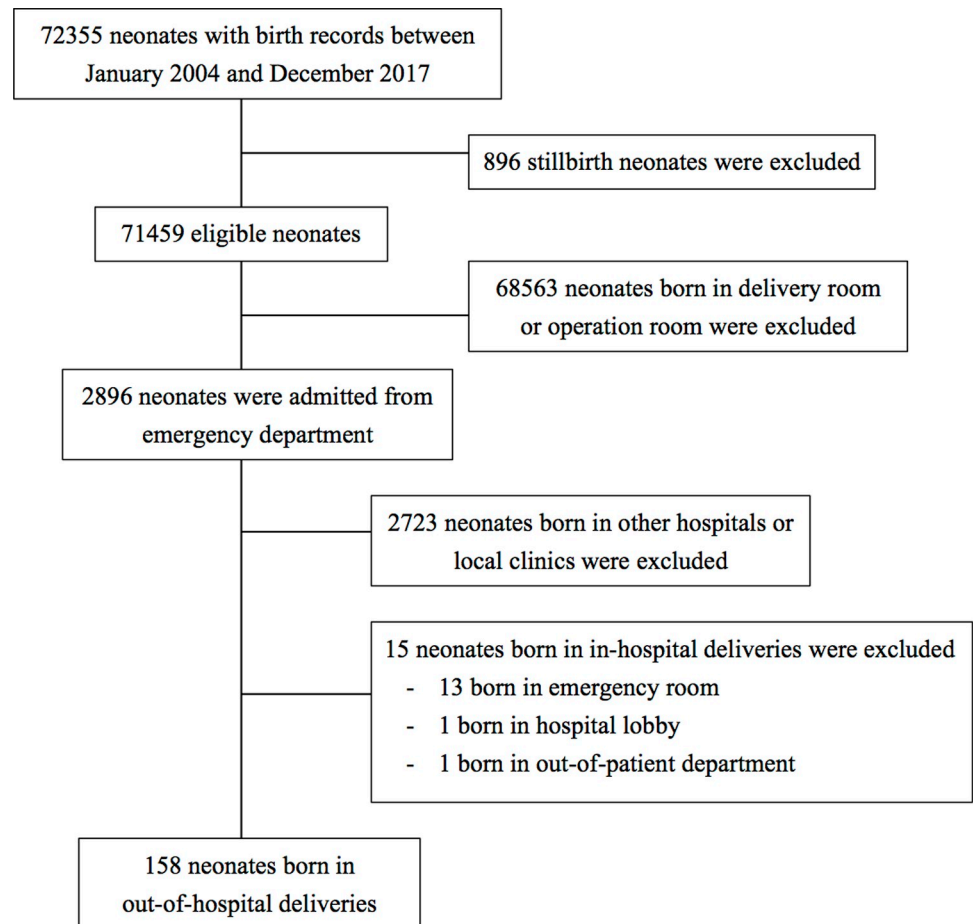 72355 neonates with birth records between
January 2004 and December 2017
896 stillbirth neonates were excluded
71459 eligible neonates
68563 neonates born in delivery room
or operation room were excluded
2896 neonates were admitted from
emergency department
2723 neonates born in other hospitals or
local clinics were excluded
15 neonates born in in-hospital deliveries were excluded
- 13 born in emergency room
- 1 born in hospital lobby
- 1 born in out-of-patient department
158 neonates born in
out-of-hospital deliveries